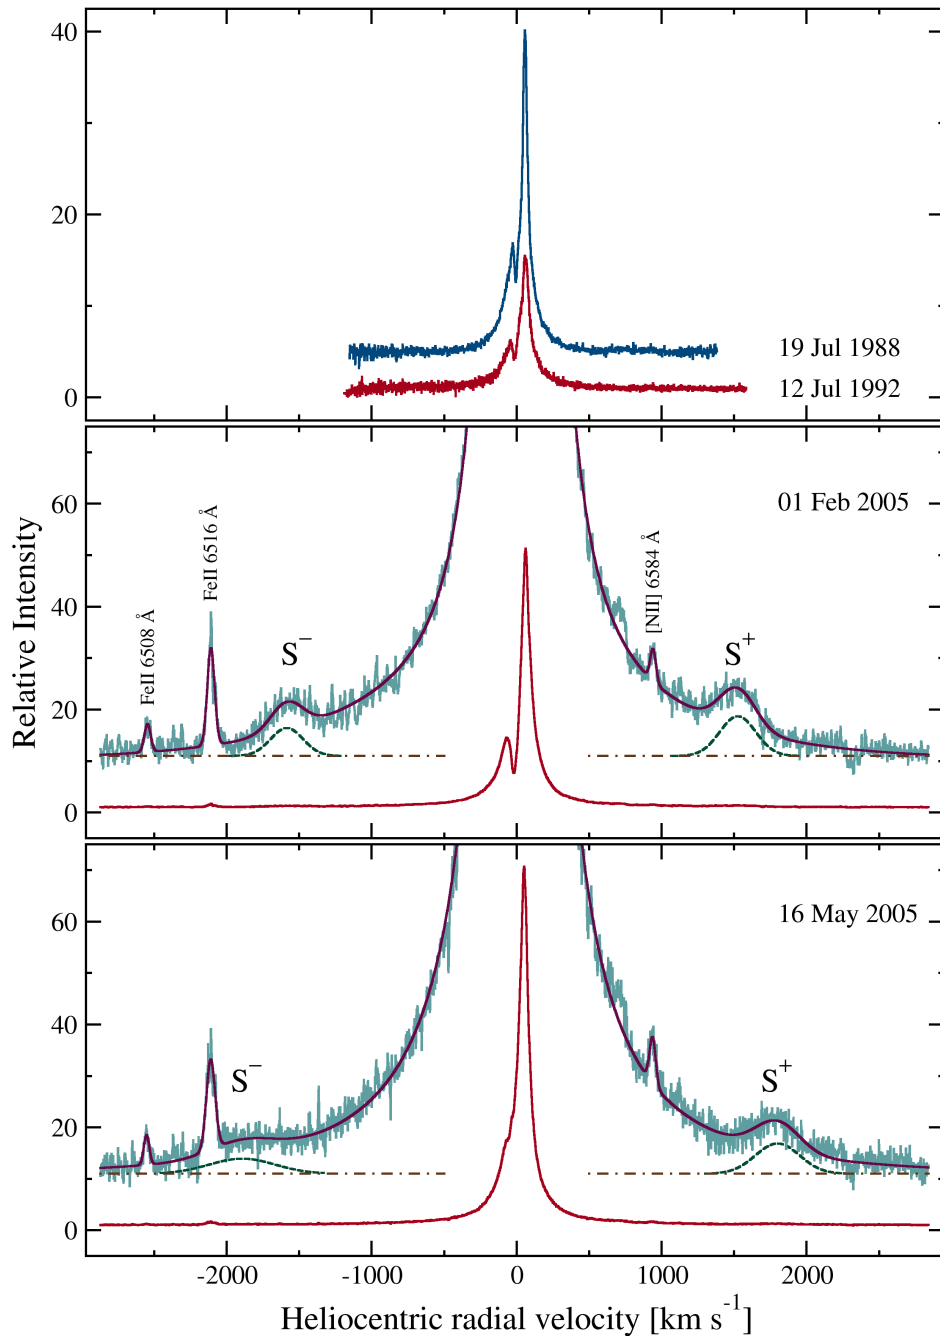 40
20
0
19 Jul 1988
12 Jul 1992
60
40
20
0
01 Feb 2005
FeII 6508 Å
FeII 6516 Å
S⁻
[NII] 6584 Å
S⁺
Relative Intensity
60
40
20
0
16 May 2005
S⁻
S⁺
-2000 -1000 0 1000 2000
Heliocentric radial velocity [km s⁻¹]